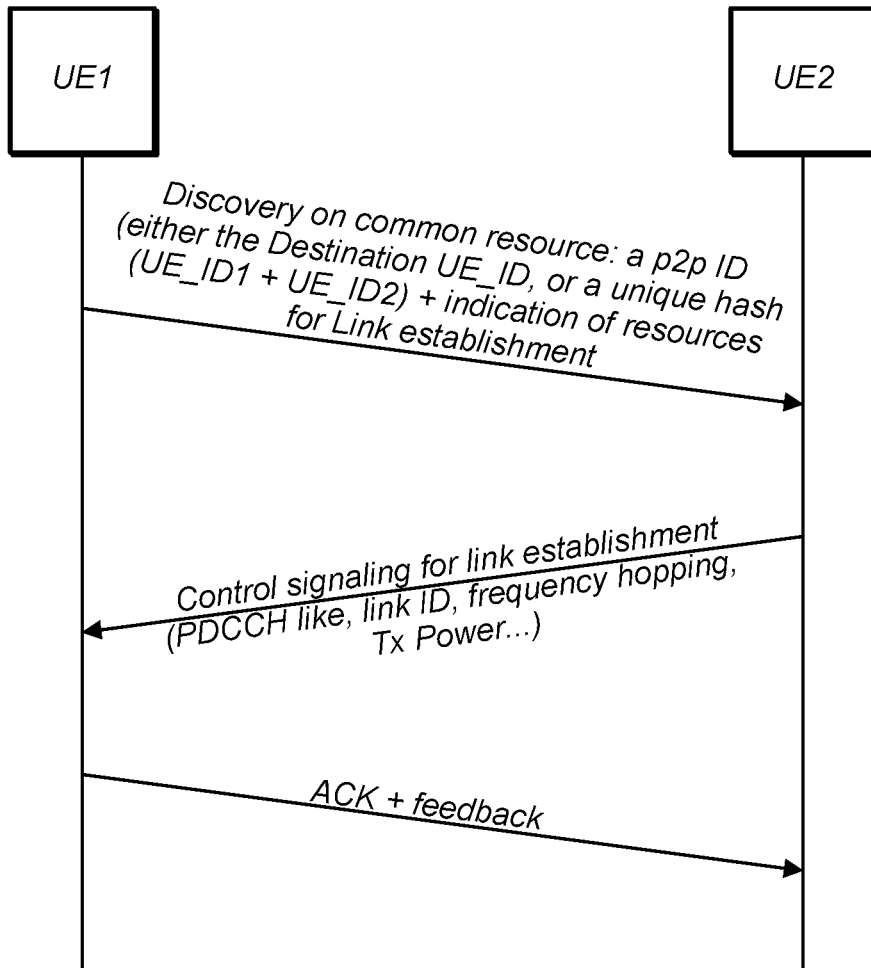 UE1
UE2
Discovery on common resource: a p2p ID
(either the Destination UE_ID, or a unique hash
(UE_ID1 + UE_ID2) + indication of resources
for Link establishment
Control signaling for link establishment
(PDCCH like, link ID, frequency hopping,
Tx Power...)
ACK + feedback